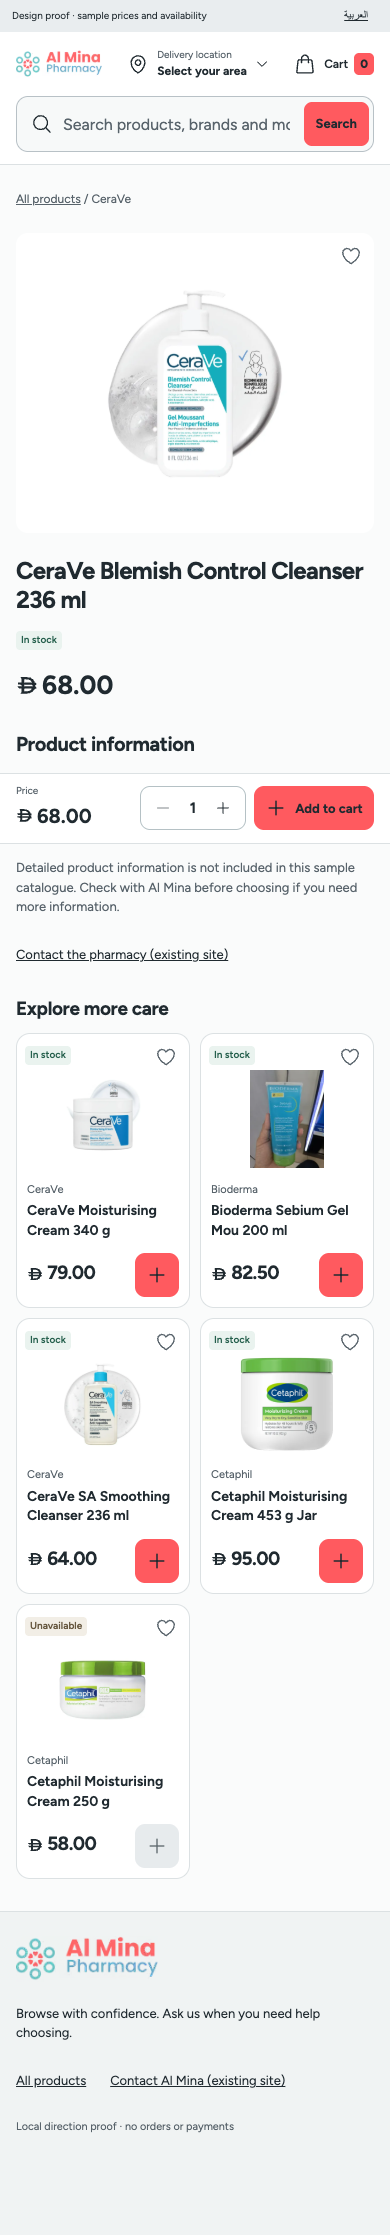 Design proof · sample prices and availability
العربية
Al Mina
Pharmacy
Delivery location
Select your area
Cart 0
Search products, brands and mo
Search
All products / CeraVe
CeraVe
Blemish Control
Cleanser
Gel Moussant
Anti-Imperfections
8 FL OZ/236 ml
CeraVe Blemish Control Cleanser
236 ml
In stock
68.00
Product information
Price
68.00
1
Add to cart
Detailed product information is not included in this sample
catalogue. Check with Al Mina before choosing if you need
more information.
Contact the pharmacy (existing site)
Explore more care
In stock
CeraVe
CeraVe
CeraVe Moisturising
Cream 340 g
79.00
In stock
Bioderma
Bioderma Sebium Gel
Mou 200 ml
82.50
In stock
CeraVe
CeraVe
CeraVe SA Smoothing
Cleanser 236 ml
64.00
In stock
Cetaphil
Moisturizing Cream
Cetaphil
Cetaphil Moisturising
Cream 453 g Jar
95.00
Unavailable
Cetaphil
Cetaphil
Cetaphil Moisturising
Cream 250 g
58.00
Al Mina
Pharmacy
Browse with confidence. Ask us when you need help
choosing.
All products
Contact Al Mina (existing site)
Local direction proof · no orders or payments